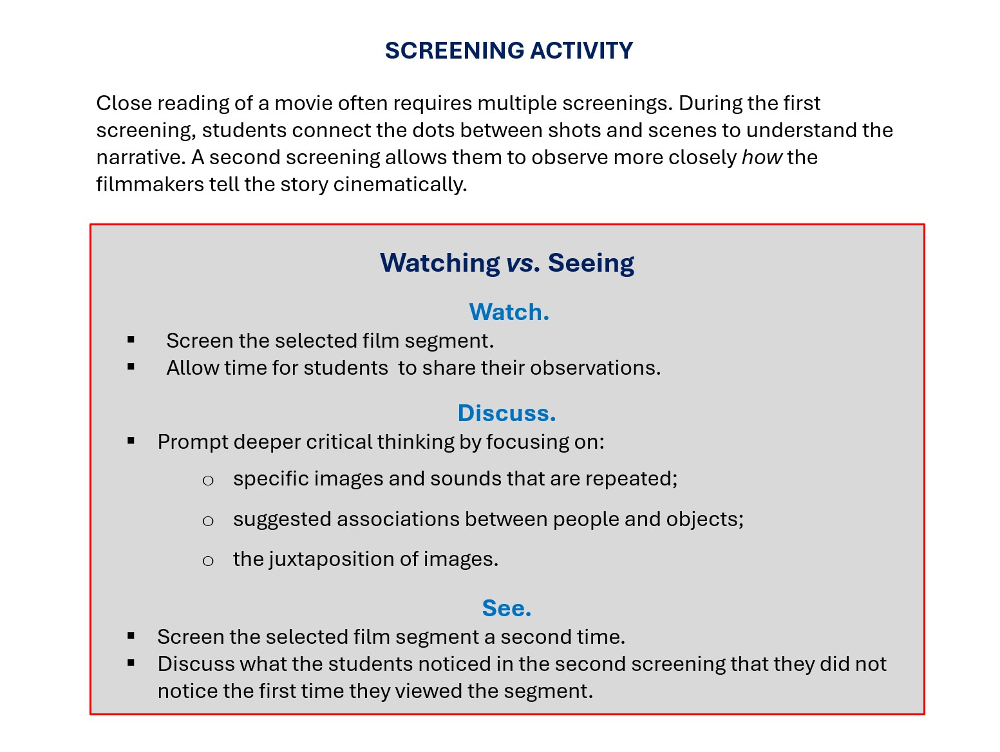 SCREENING ACTIVITY
Close reading of a movie often requires multiple screenings. During the first
screening, students connect the dots between shots and scenes to understand the
narrative. A second screening allows them to observe more closely how the
filmmakers tell the story cinematically.
Watching vs. Seeing
Watch.
▪ Screen the selected film segment.
▪ Allow time for students  to share their observations.
Discuss.
▪ Prompt deeper critical thinking by focusing on:
o specific images and sounds that are repeated;
o suggested associations between people and objects;
o the juxtaposition of images.
See.
▪ Screen the selected film segment a second time.
▪ Discuss what the students noticed in the second screening that they did not
notice the first time they viewed the segment.